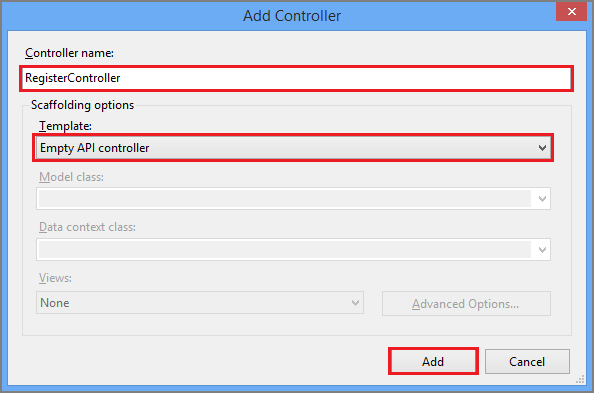 Add Controller
Controller name:
RegisterController
Scaffolding options
Template:
Empty API controller
Model class:
Data context class:
Views:
None
Advanced Options...
Add
Cancel